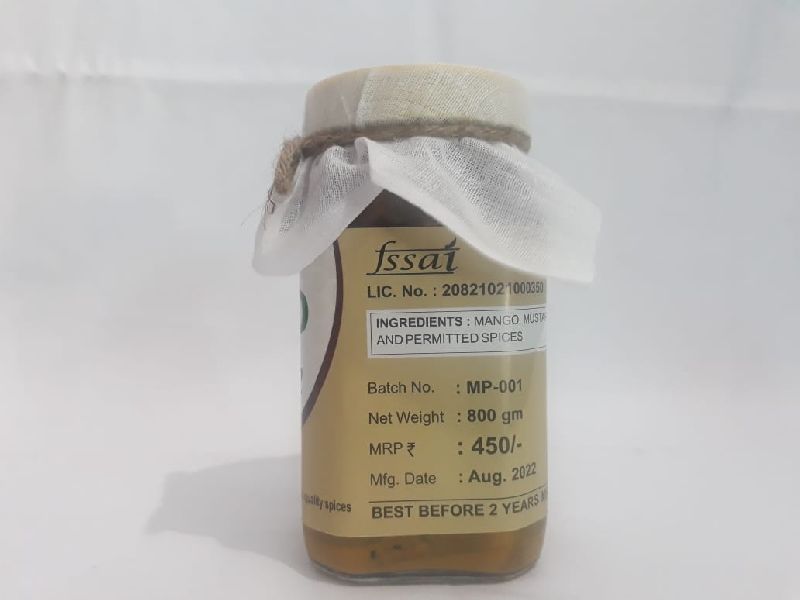 fssai
LIC. No. : 20821021000350
INGREDIENTS : MANGO MUSTA
AND PERMITTED SPICES
Batch No. : MP-001
Net Weight : 800 gm
MRP ₹ : 450/-
Mfg. Date : Aug. 2022
quality spices
BEST BEFORE 2 YEARS